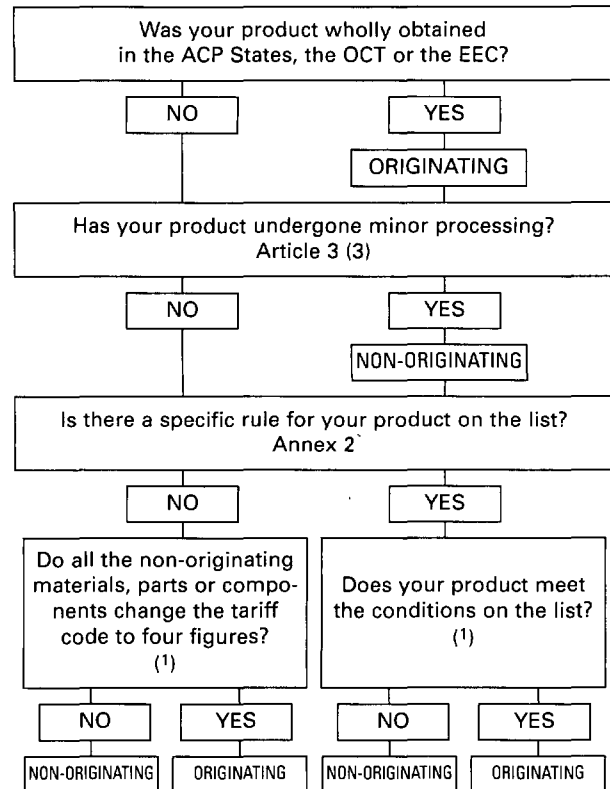 Was your product wholly obtained
in the ACP States, the OCT or the EEC?
NO
YES
ORIGINATING
Has your product undergone minor processing?
Article 3 (3)
NO
YES
NON-ORIGINATING
Is there a specific rule for your product on the list?
Annex 2
NO
YES
Do all the non-originating
materials, parts or compo-
nents change the tariff
code to four figures?
(1)
Does your product meet
the conditions on the list?
(1)
NO
YES
NO
YES
NON-ORIGINATING
ORIGINATING
NON-ORIGINATING
ORIGINATING